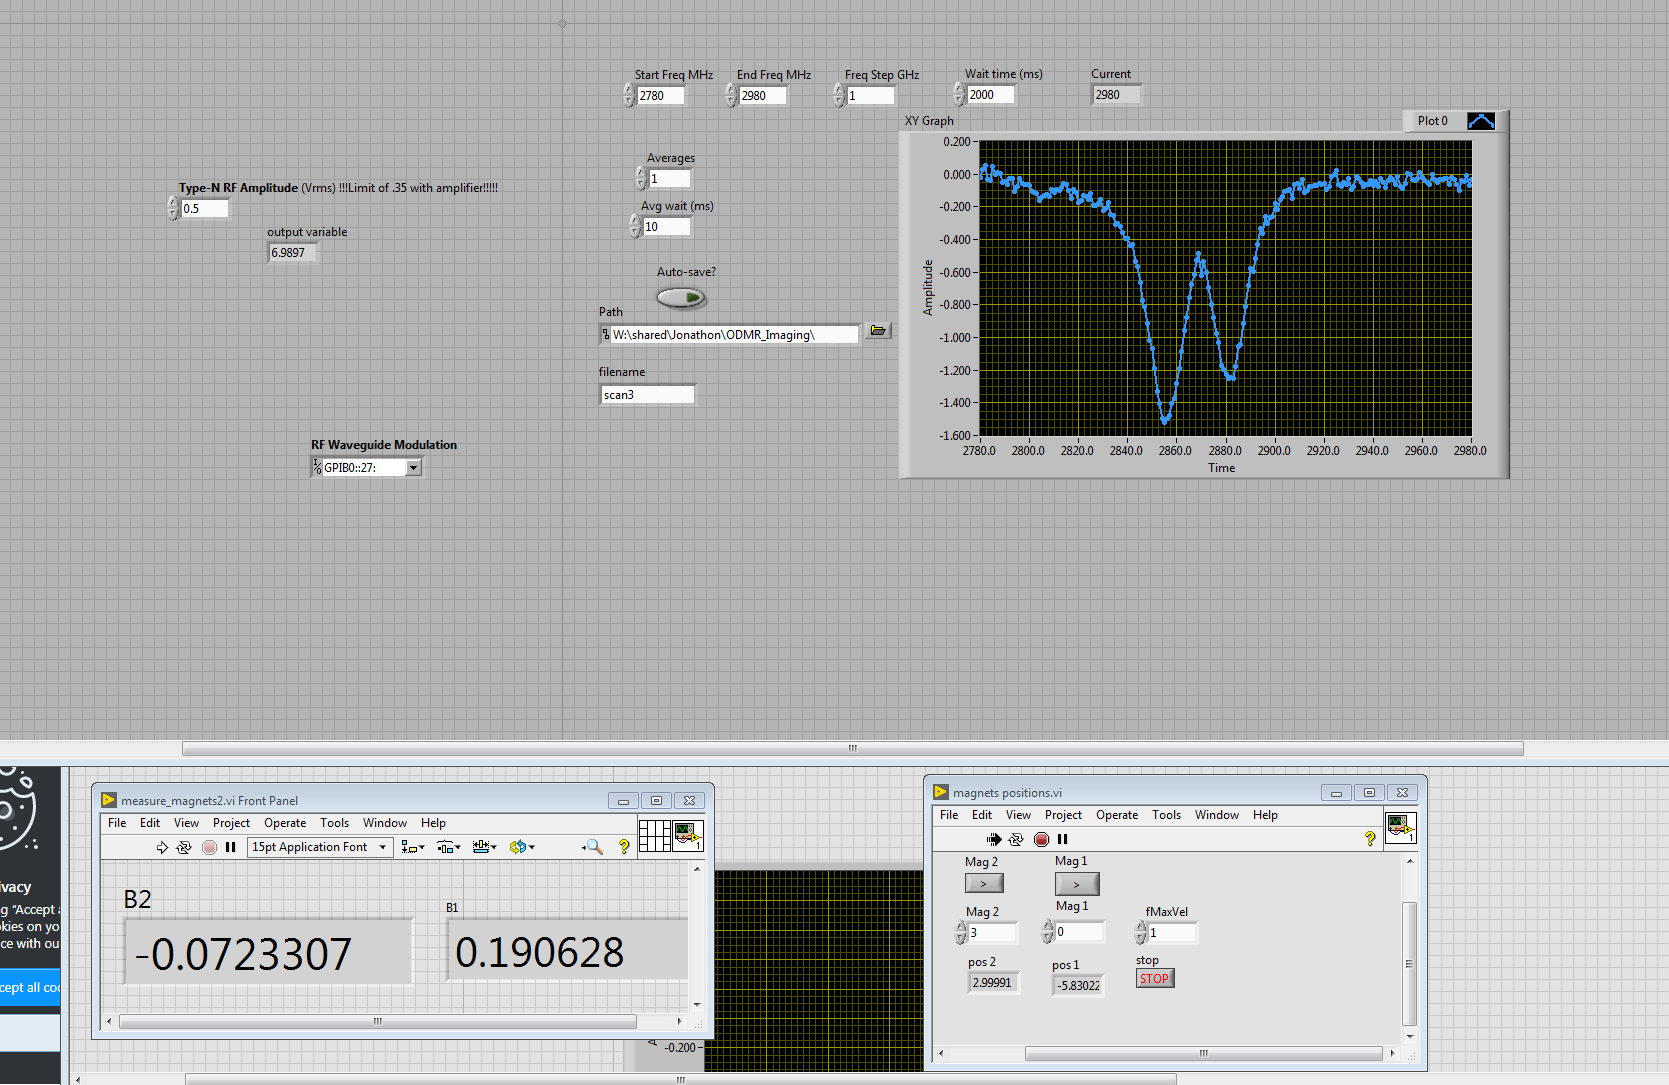 Start Freq MHz End Freq MHz Freq Step GHz Wait time (ms) Current
2780 2980 1 2000 2980
XY Graph Plot 0
Averages
1
Type-N RF Amplitude (Vrms) !!!Limit of .35 with amplifier!!!!!
0.5
Avg wait (ms)
10
output variable
6.9897
Auto-save?
Path
W:\shared\Jonathon\ODMR_Imaging\
filename
scan3
RF Waveguide Modulation
GPIB0::27:
0.200
0.000
-0.200
-0.400
-0.600
-0.800
-1.000
-1.200
-1.400
-1.600
Amplitude
2780.0 2800.0 2820.0 2840.0 2860.0 2880.0 2900.0 2920.0 2940.0 2960.0 2980.0
Time
ivacy
g "Accept a
okies on yo
ce with ou
cept all coo
measure_magnets2.vi Front Panel
File Edit View Project Operate Tools Window Help
15pt Application Font
1
B2
-0.0723307
B1
0.190628
-0.200
magnets positions.vi
File Edit View Project Operate Tools Window Help
1
Mag 2 Mag 1
> >
Mag 2 Mag 1 fMaxVel
3 0 1
pos 2 pos 1 stop
2.99991 -5.83022 STOP